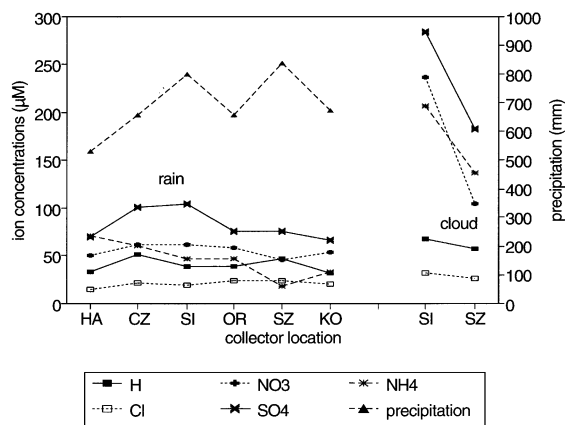 300
250
200
150
100
50
0
ion concentrations (µM)
1000
900
800
700
600
500
400
300
200
100
0
precipitation (mm)
rain
cloud
HA CZ SI OR SZ KO SI SZ
collector location
H NO3 NH4
Cl SO4 precipitation